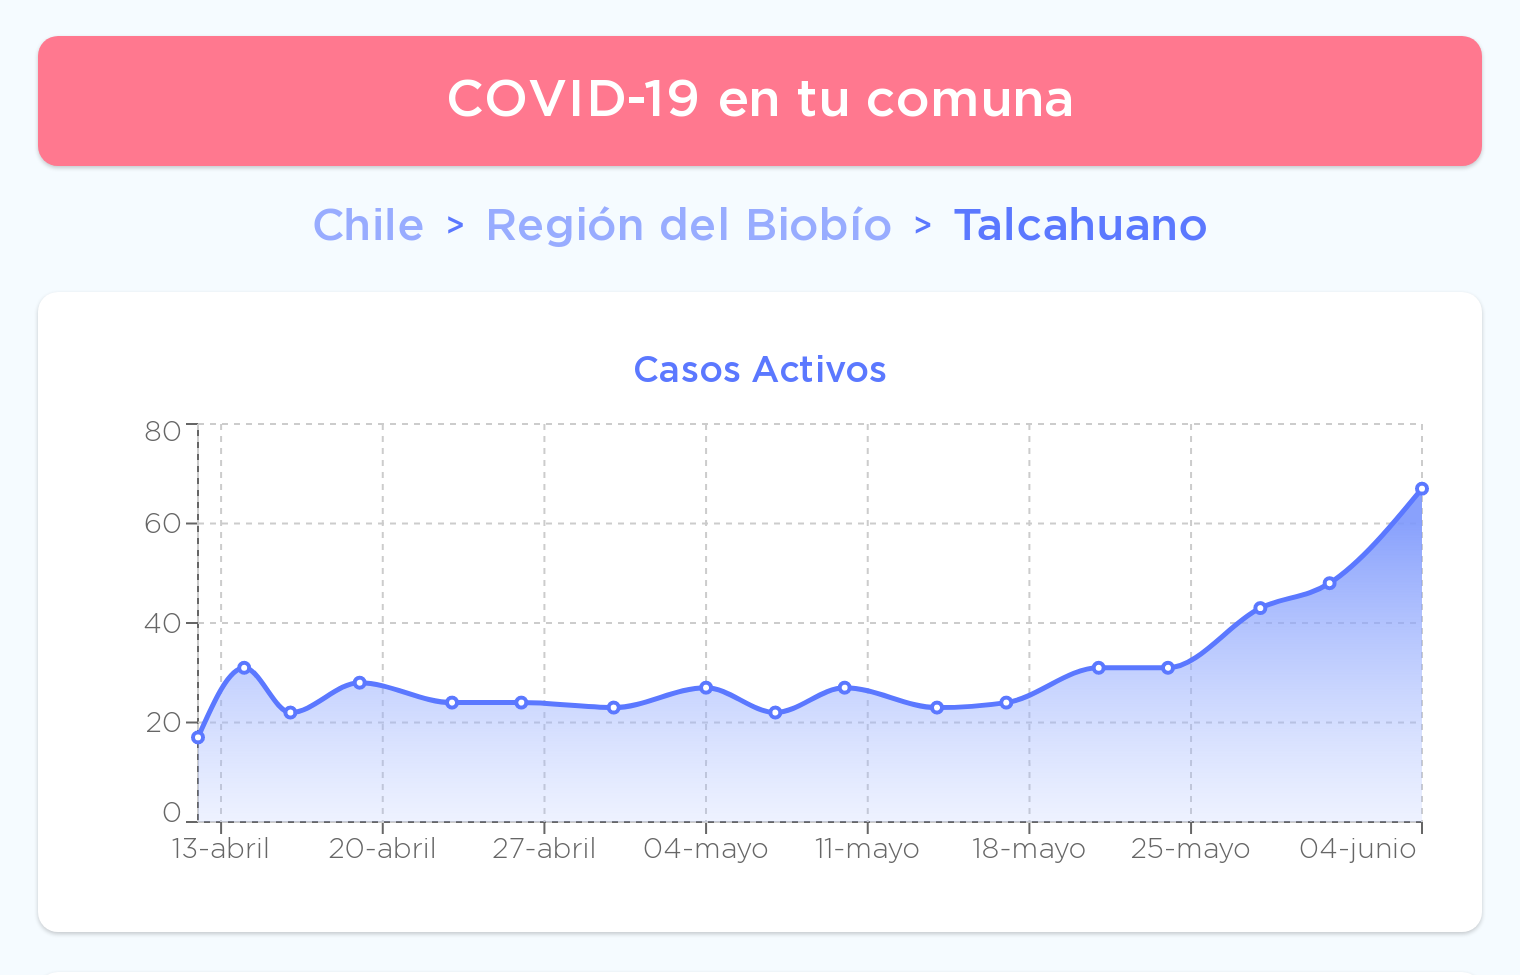 COVID-19 en tu comuna
Chile > Región del Biobío > Talcahuano
Casos Activos
80
60
40
20
0
13-abril 20-abril 27-abril 04-mayo 11-mayo 18-mayo 25-mayo 04-junio